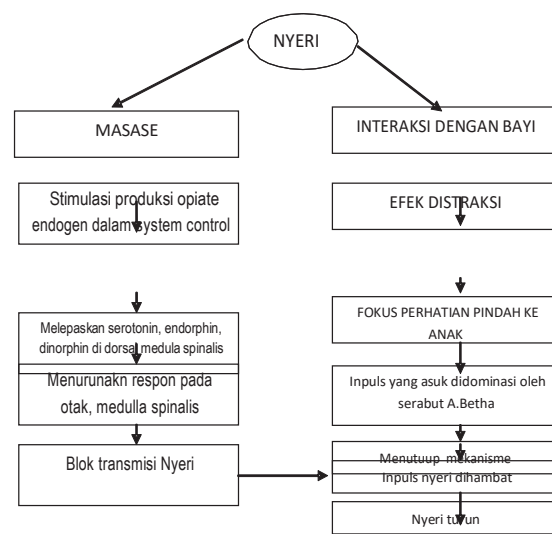 NYERI
MASASE
Stimulasi produksi opiate
endogen dalam system control
Melepaskan serotonin, endorphin,
dinorphin di dorsal medula spinalis
Menurunakn respon pada
otak, medulla spinalis
Blok transmisi Nyeri
INTERAKSI DENGAN BAYI
EFEK DISTRAKSI
FOKUS PERHATIAN PINDAH KE
ANAK
Inpuls yang asuk didominasi oleh
serabut A.Betha
Menutuup mekanisme
Inpuls nyeri dihambat
Nyeri turun